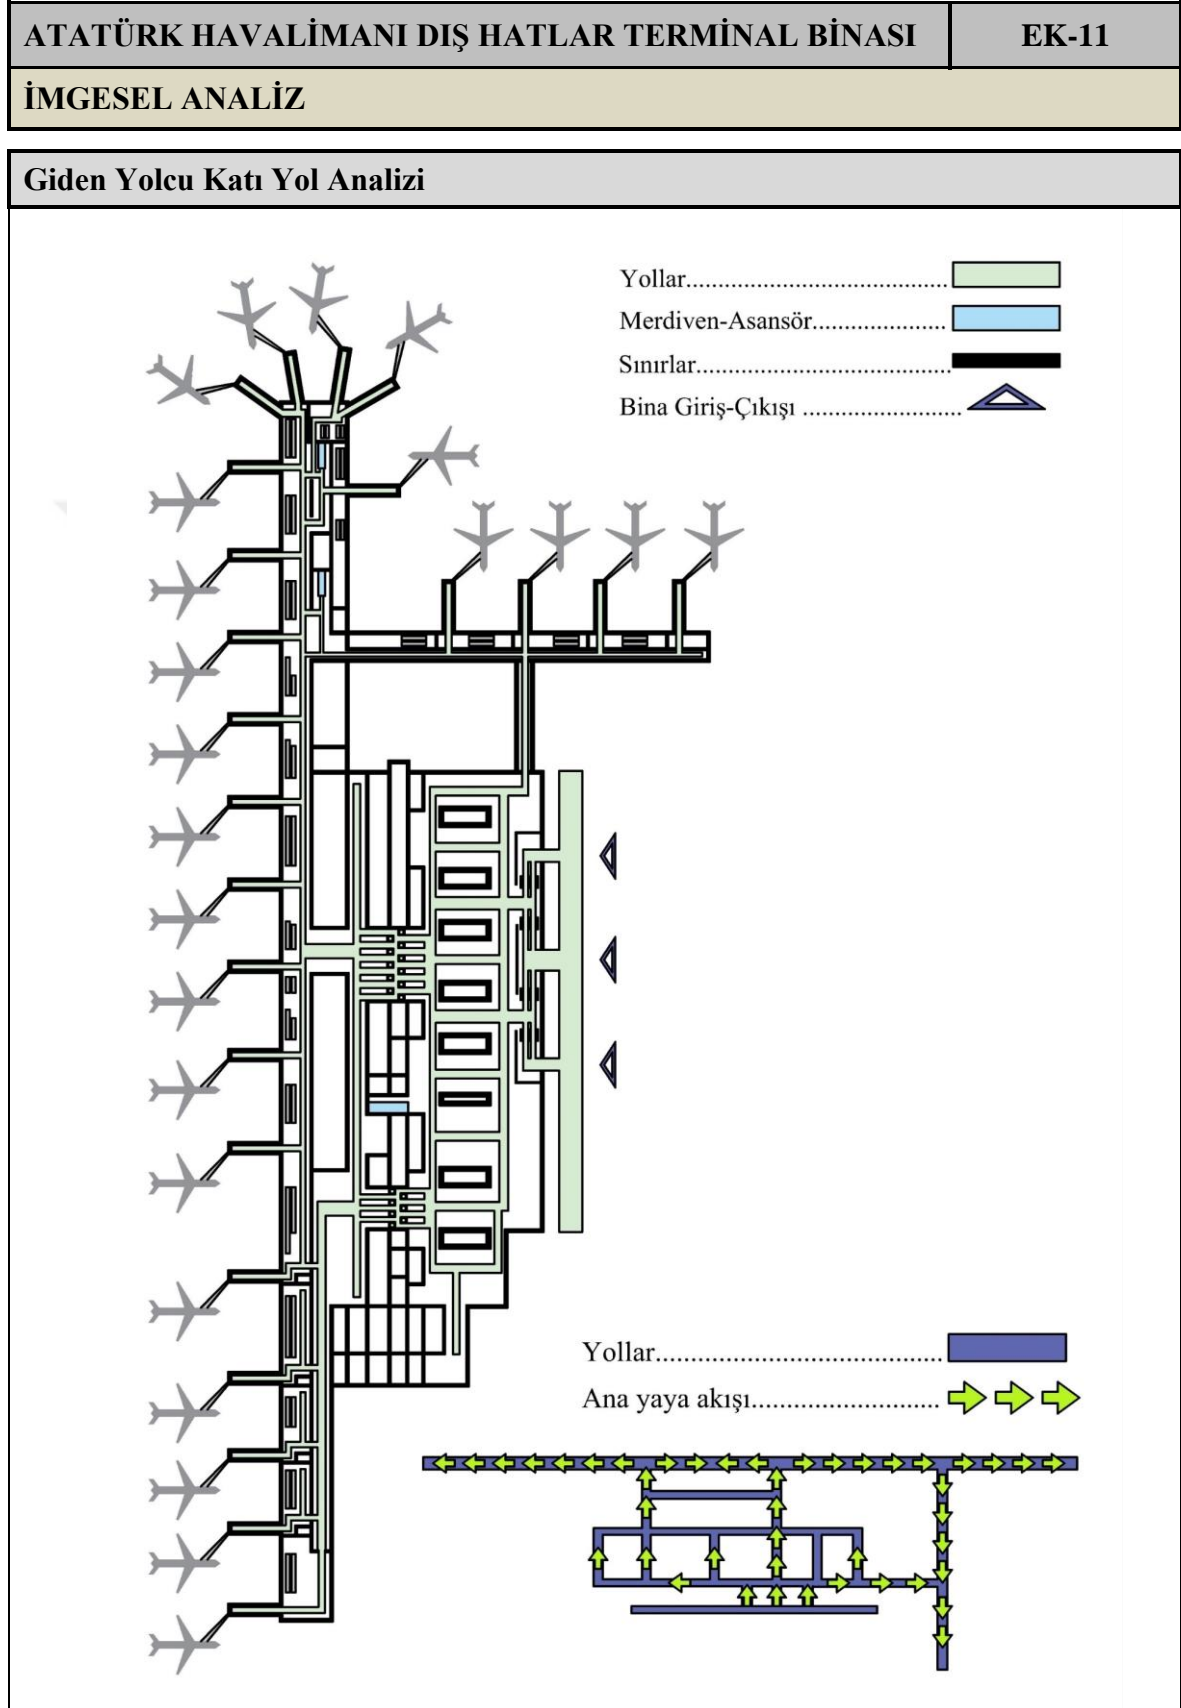 ATATÜRK HAVALİMANI DIŞ HATLAR TERMİNAL BİNASI EK-11
İMGESEL ANALİZ
Giden Yolcu Katı Yol Analizi
Yollar........................................
Merdiven-Asansör.....................
Sınırlar.......................................
Bina Giriş-Çıkışı .........................
Yollar............................................
Ana yaya akışı.............................